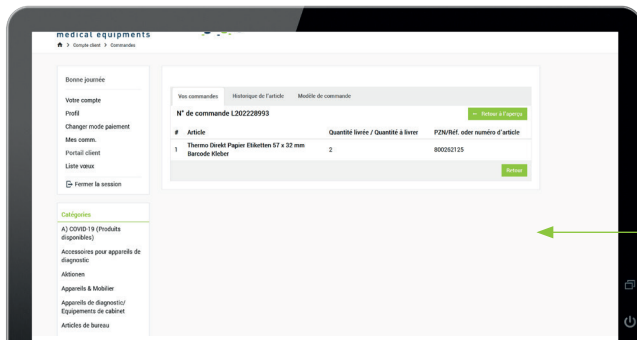 medical equipments
> Compte client > Commandes
Bonne journée
Votre compte
Profil
Changer mode paiement
Mes comm.
Portail client
Liste vœux
Fermer la session
Catégories
A) COVID-19 (Produits
disponibles)
Accessoires pour appareils de
diagnostic
Aktionen
Appareils & Mobilier
Appareils de diagnostic/
Equipements de cabinet
Articles de bureau
Vos commandes Historique de l'article Modèle de commande
N° de commande L202228993 Retour à l'aperçu
# Article Quantité livrée / Quantité à livrer PZN/Réf. oder numéro d'article
1 Thermo Direkt Papier Etiketten 57 x 32 mm
Barcode Kleber 2 800262125
Retour